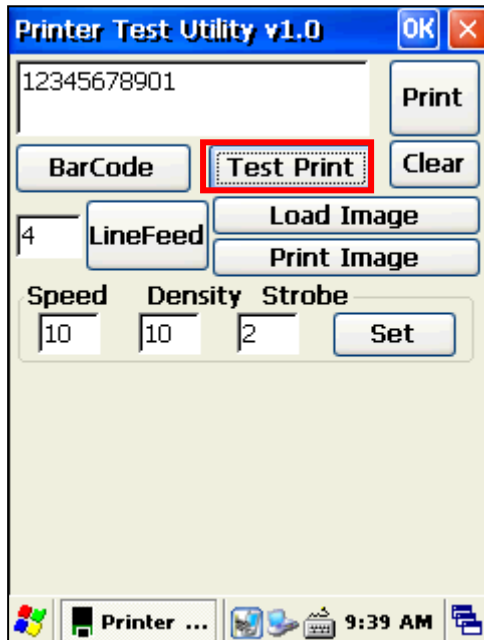 Printer Test Utility v1.0 OK
12345678901
Print
BarCode Test Print Clear
4 LineFeed Load Image
Print Image
Speed Density Strobe
10 10 2 Set
Printer ... 9:39 AM